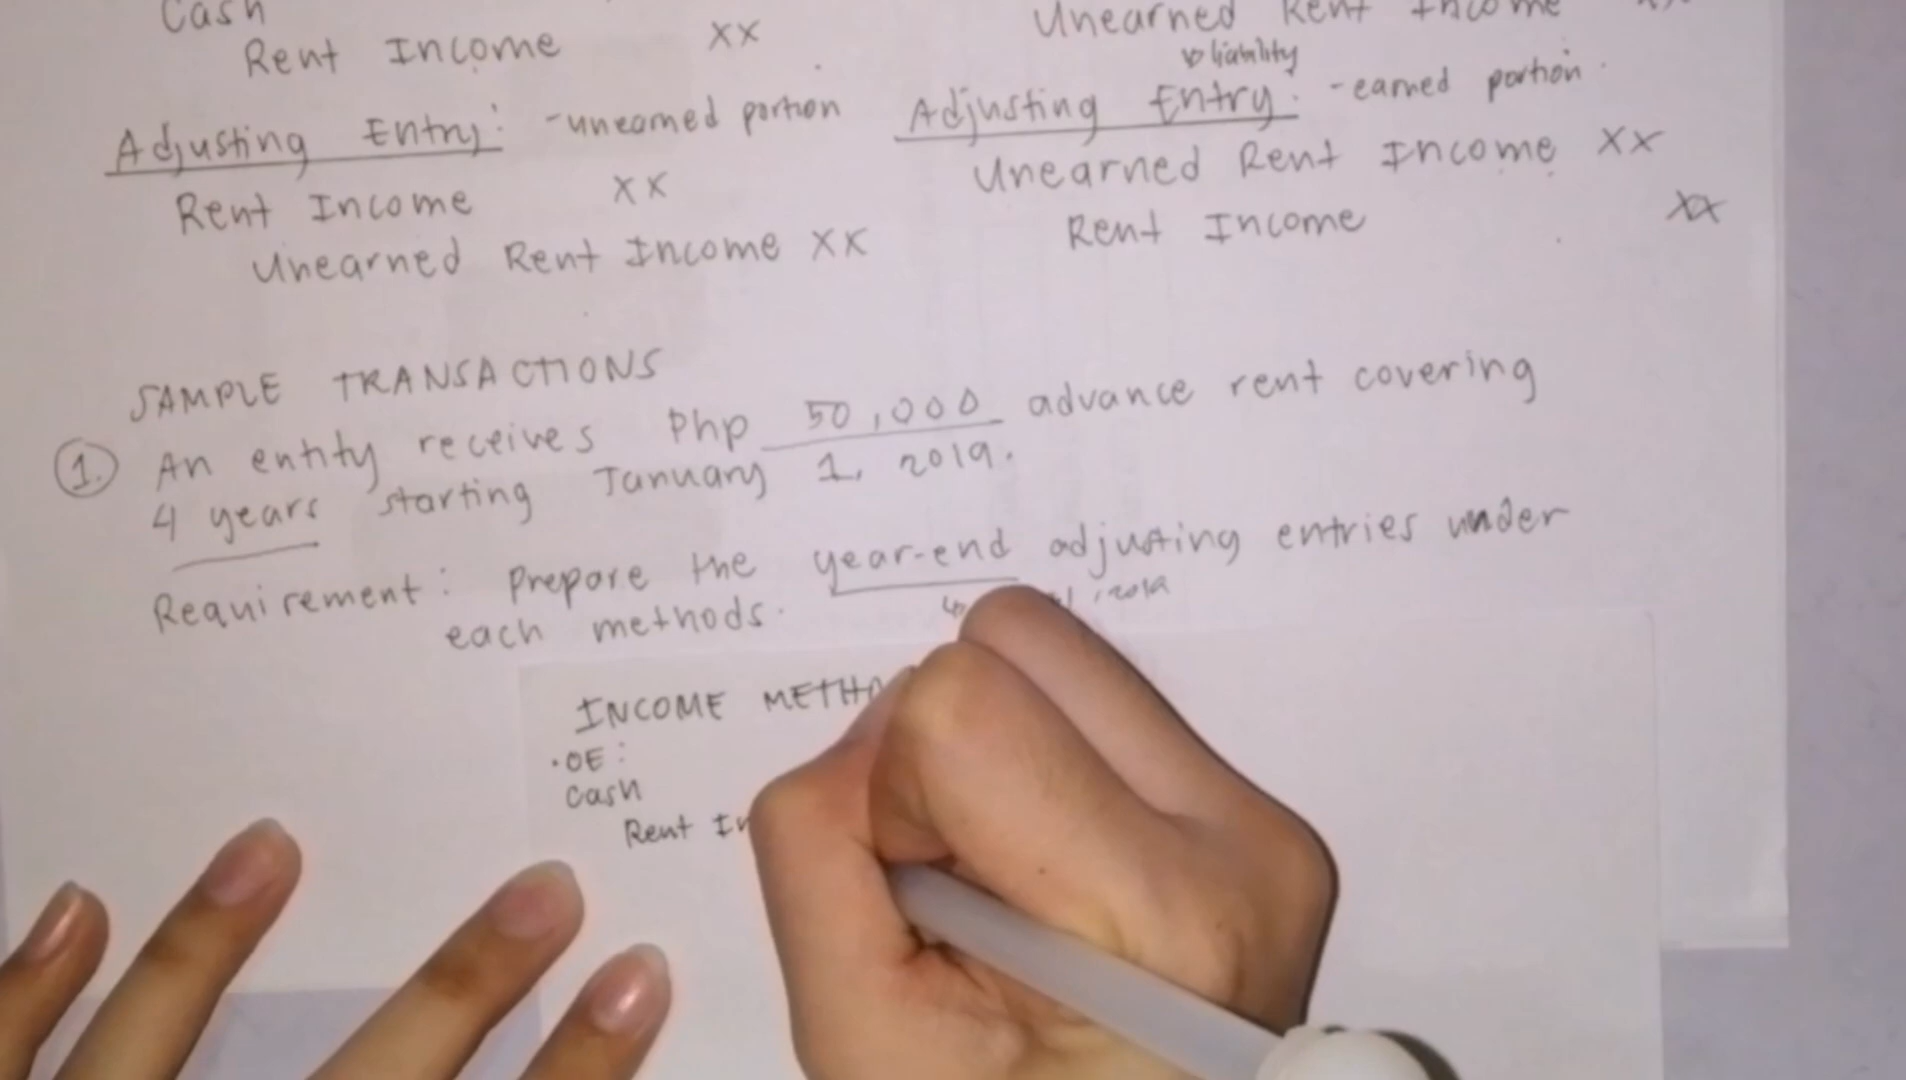 Cash
Rent Income xx
Adjusting Entry: -unearned portion
Rent Income xx
Unearned Rent Income xx
Unearned Rent Income
liability
Adjusting Entry: -earned portion
Unearned Rent Income xx
Rent Income xx
SAMPLE TRANSACTIONS
1. An entity receives Php 50,000 advance rent covering
4 years starting January 1, 2019.
Requirement: Prepare the year-end adjusting entries under
2019
each methods.
INCOME METHO
•OE:
Cash
Rent In